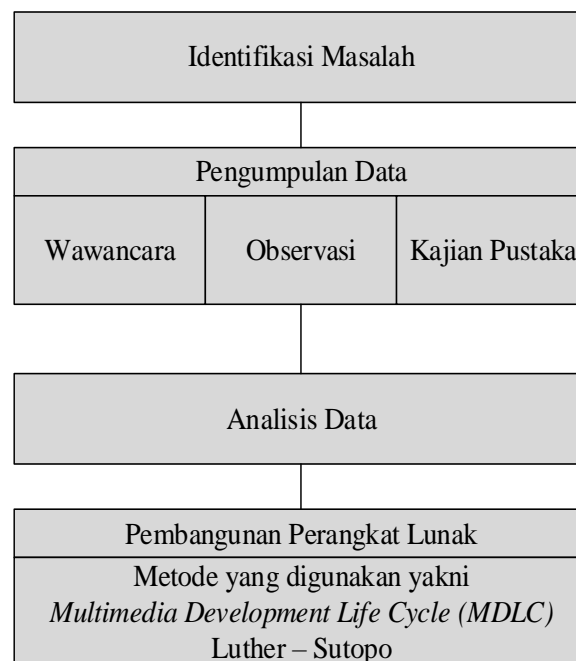 Identifikasi Masalah
Pengumpulan Data
Wawancara
Observasi
Kajian Pustaka
Analisis Data
Pembangunan Perangkat Lunak
Metode yang digunakan yakni
Multimedia Development Life Cycle (MDLC)
Luther – Sutopo